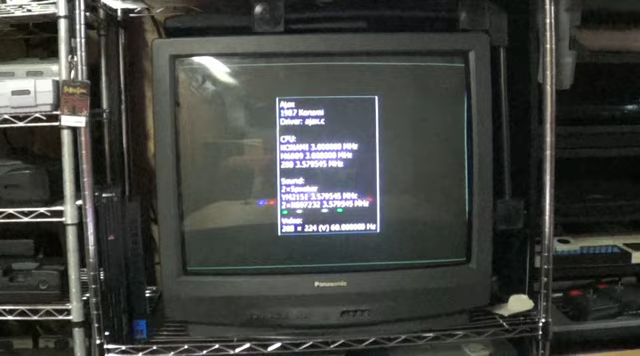 Ajax
1987 Konami
Driver: ajax.c
CPU:
KONAMI 3.000000 MHz
M6809 3.000000 MHz
Z80 3.579545 MHz
Sound:
2×Speaker
YM2151 3.579545 MHz
2×K007232 3.579545 MHz
Video:
288 × 224 (V) 60.000000 Hz
Panasonic